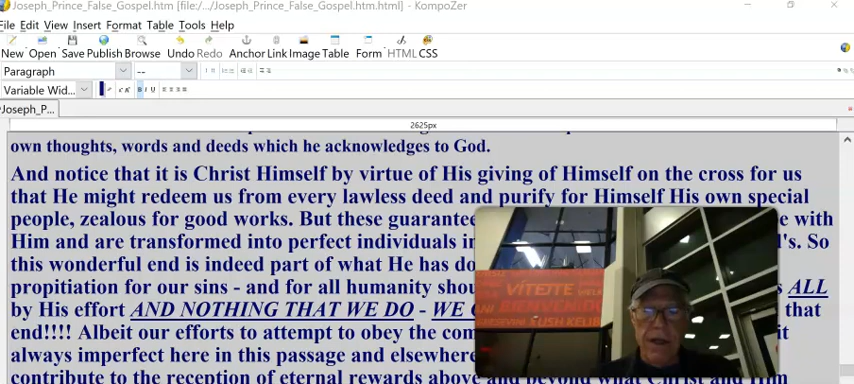 Joseph_Prince_False_Gospel.htm [file:/.../Joseph_Prince_False_Gospel.htm.html] - KompoZer
File Edit View Insert Format Table Tools Help
New Open Save Publish Browse Undo Redo Anchor Link Image Table Form HTML CSS
Paragraph --
Variable Wid...
Joseph_P...
2625px
own thoughts, words and deeds which he acknowledges to God.
And notice that it is Christ Himself by virtue of His giving of Himself on the cross for us
that He might redeem us from every lawless deed and purify for Himself His own special
people, zealous for good works. But these guarantee with
Him and are transformed into perfect individuals in So
this wonderful end is indeed part of what He has do
propitiation for our sins - and for all humanity ALL
by His effort AND NOTHING THAT WE DO - WE that
end!!!! Albeit our efforts to attempt to obey the it
always imperfect here in this passage and elsewhere
contribute to the reception of eternal rewards above and beyond what Christ and Him
VÍTEJTE
BIENVENIDO